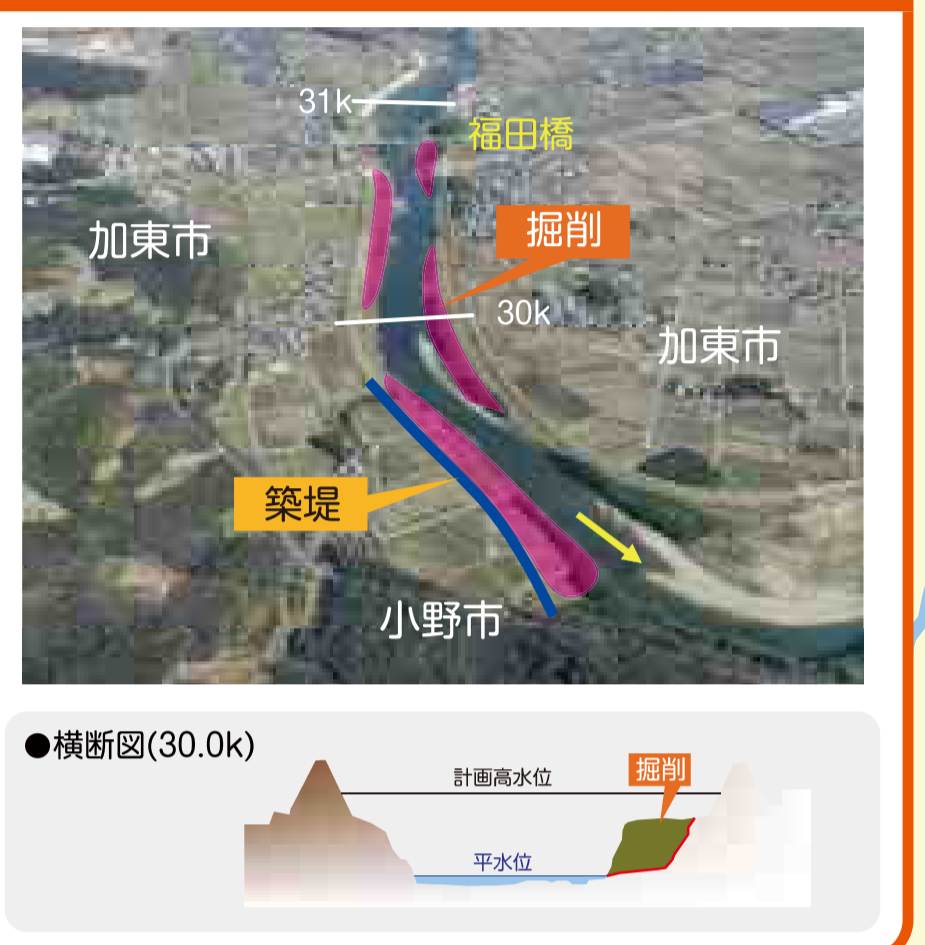 31k
福田橋
加東市
掘削
30k
加東市
築堤
小野市
●横断図(30.0k)
計画高水位
掘削
平水位